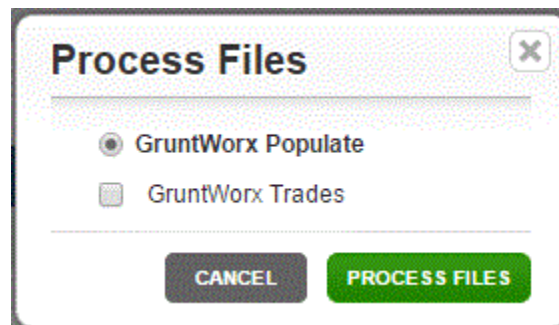 Process Files
GruntWorx Populate
GruntWorx Trades
CANCEL
PROCESS FILES